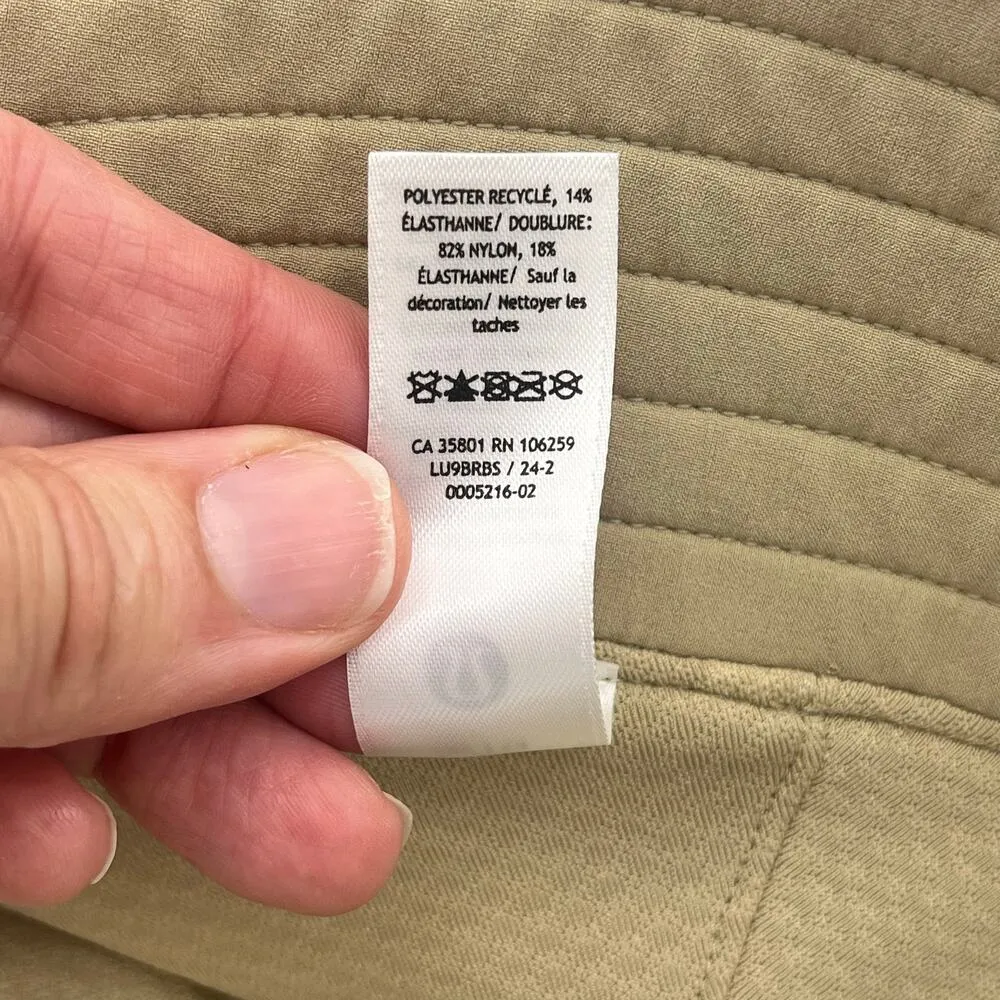 POLYESTER RECYCLÉ, 14%
ÉLASTHANNE/ DOUBLURE:
82% NYLON, 18%
ÉLASTHANNE/ Sauf la
décoration/ Nettoyer les
taches
CA 35801 RN 106259
LU9BRBS / 24-2
0005216-02